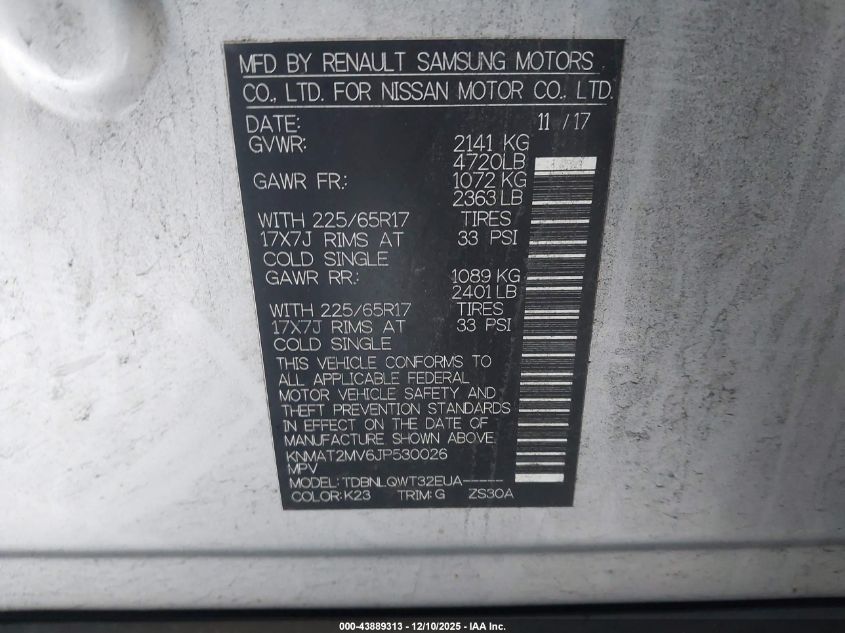 MFD BY RENAULT SAMSUNG MOTORS
CO., LTD. FOR NISSAN MOTOR CO., LTD.
DATE: 11 /17
GVWR: 2141 KG
4720LB
GAWR FR.: 1072 KG
2363 LB
WITH 225/65R17 TIRES
17X7J RIMS AT 33 PSI
COLD SINGLE
GAWR RR.: 1089 KG
2401 LB
WITH 225/65R17 TIRES
17X7J RIMS AT 33 PSI
COLD SINGLE
THIS VEHICLE CONFORMS TO
ALL APPLICABLE FEDERAL
MOTOR VEHICLE SAFETY AND
THEFT PREVENTION STANDARDS
IN EFFECT ON THE DATE OF
MANUFACTURE SHOWN ABOVE.
KNMAT2MV6JP530026
MPV
MODEL: TDBNLQWT32EUA-----
COLOR: K23 TRIM: G ZS30A
000-43889313 - 12/10/2025 - IAA Inc.